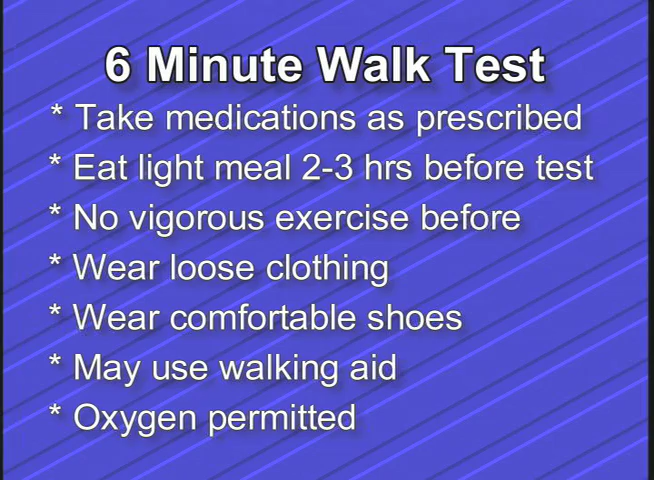 6 Minute Walk Test
* Take medications as prescribed
* Eat light meal 2-3 hrs before test
* No vigorous exercise before
* Wear loose clothing
* Wear comfortable shoes
* May use walking aid
* Oxygen permitted